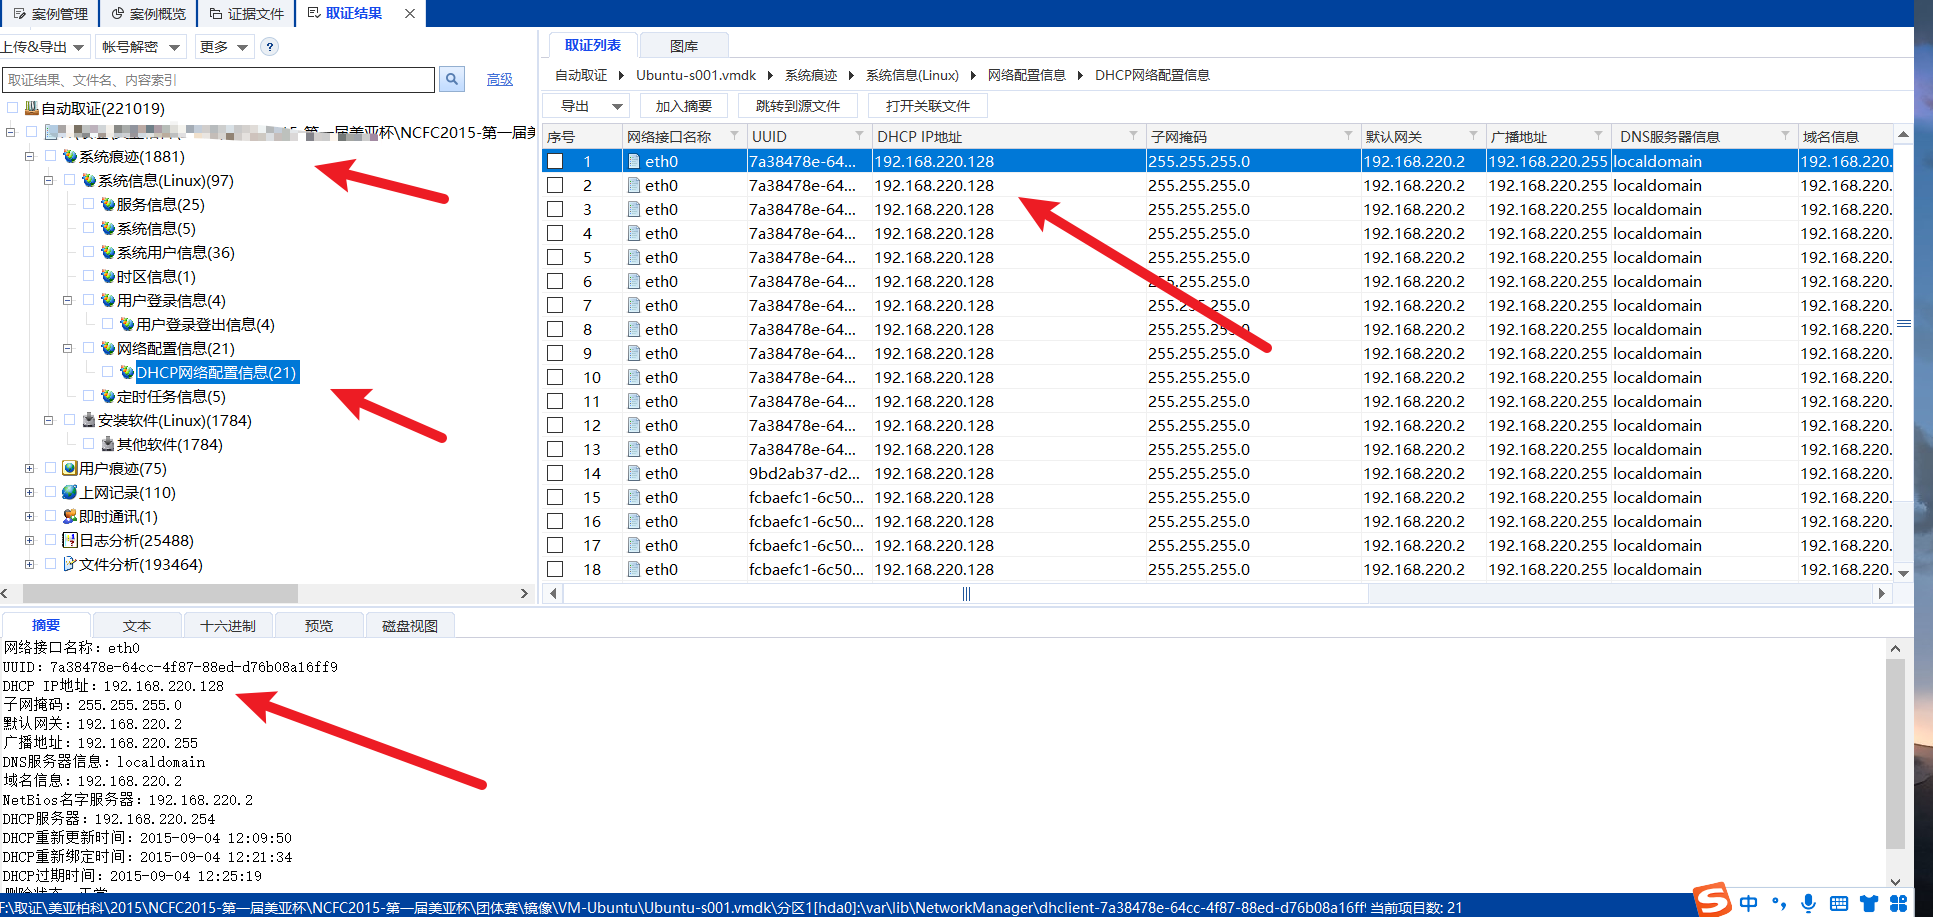 案例管理 案例概览 证据文件 取证结果
上传&导出 帐号解密 更多 ?
取证结果、文件名、内容索引 高级
自动取证(221019)
第一届美亚杯\NCFC2015-第一届美
系统痕迹(1881)
系统信息(Linux)(97)
服务信息(25)
系统信息(5)
系统用户信息(36)
时区信息(1)
用户登录信息(4)
用户登录登出信息(4)
网络配置信息(21)
DHCP网络配置信息(21)
定时任务信息(5)
安装软件(Linux)(1784)
其他软件(1784)
用户痕迹(75)
上网记录(110)
即时通讯(1)
日志分析(25488)
文件分析(193464)
取证列表 图库
自动取证 Ubuntu-s001.vmdk 系统痕迹 系统信息(Linux) 网络配置信息 DHCP网络配置信息
导出 加入摘要 跳转到源文件 打开关联文件
序号 网络接口名称 UUID DHCP IP地址 子网掩码 默认网关 广播地址 DNS服务器信息 域名信息
1 eth0 7a38478e-64... 192.168.220.128 255.255.255.0 192.168.220.2 192.168.220.255 localdomain 192.168.220.
2 eth0 7a38478e-64... 192.168.220.128 255.255.255.0 192.168.220.2 192.168.220.255 localdomain 192.168.220.
3 eth0 7a38478e-64... 192.168.220.128 255.255.255.0 192.168.220.2 192.168.220.255 localdomain 192.168.220.
4 eth0 7a38478e-64... 192.168.220.128 255.255.255.0 192.168.220.2 192.168.220.255 localdomain 192.168.220.
5 eth0 7a38478e-64... 192.168.220.128 255.255.255.0 192.168.220.2 192.168.220.255 localdomain 192.168.220.
6 eth0 7a38478e-64... 192.168.220.128 255.255.255.0 192.168.220.2 192.168.220.255 localdomain 192.168.220.
7 eth0 7a38478e-64... 192.168.220.128 255.255.255.0 192.168.220.2 192.168.220.255 localdomain 192.168.220.
8 eth0 7a38478e-64... 192.168.220.128 255.255.255.0 192.168.220.2 192.168.220.255 localdomain 192.168.220.
9 eth0 7a38478e-64... 192.168.220.128 255.255.255.0 192.168.220.2 192.168.220.255 localdomain 192.168.220.
10 eth0 7a38478e-64... 192.168.220.128 255.255.255.0 192.168.220.2 192.168.220.255 localdomain 192.168.220.
11 eth0 7a38478e-64... 192.168.220.128 255.255.255.0 192.168.220.2 192.168.220.255 localdomain 192.168.220.
12 eth0 7a38478e-64... 192.168.220.128 255.255.255.0 192.168.220.2 192.168.220.255 localdomain 192.168.220.
13 eth0 7a38478e-64... 192.168.220.128 255.255.255.0 192.168.220.2 192.168.220.255 localdomain 192.168.220.
14 eth0 9bd2ab37-d2... 192.168.220.128 255.255.255.0 192.168.220.2 192.168.220.255 localdomain 192.168.220.
15 eth0 fcbaefc1-6c50... 192.168.220.128 255.255.255.0 192.168.220.2 192.168.220.255 localdomain 192.168.220.
16 eth0 fcbaefc1-6c50... 192.168.220.128 255.255.255.0 192.168.220.2 192.168.220.255 localdomain 192.168.220.
17 eth0 fcbaefc1-6c50... 192.168.220.128 255.255.255.0 192.168.220.2 192.168.220.255 localdomain 192.168.220.
18 eth0 fcbaefc1-6c50... 192.168.220.128 255.255.255.0 192.168.220.2 192.168.220.255 localdomain 192.168.220.
摘要 文本 十六进制 预览 磁盘视图
网络接口名称：eth0
UUID：7a38478e-64cc-4f87-88ed-d76b08a16ff9
DHCP IP地址：192.168.220.128
子网掩码：255.255.255.0
默认网关：192.168.220.2
广播地址：192.168.220.255
DNS服务器信息：localdomain
域名信息：192.168.220.2
NetBios名字服务器：192.168.220.2
DHCP服务器：192.168.220.254
DHCP重新更新时间：2015-09-04 12:09:50
DHCP重新绑定时间：2015-09-04 12:21:34
DHCP过期时间：2015-09-04 12:25:19
删除状态：正常
F:\取证\美亚柏科\2015\NCFC2015-第一届美亚杯\NCFC2015-第一届美亚杯\团体赛\镜像\VM-Ubuntu\Ubuntu-s001.vmdk\分区1[hda0]:\var\lib\NetworkManager\dhclient-7a38478e-64cc-4f87-88ed-d76b08a16ff 当前项目数: 21
S 中